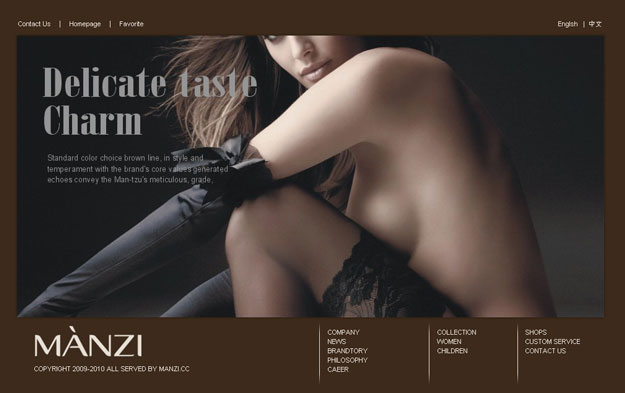 Contact Us | Homepage | Favorite
English | 中文
Delicate taste
Charm
Standard color choice brown line, in style and
temperament with the brand's core values generated
echoes convey the Man-tzu's meticulous, grade,
MÀNZI
COPYRIGHT 2009-2010 ALL SERVED BY MANZI.CC
COMPANY
NEWS
BRANDTORY
PHILOSOPHY
CAEER
COLLECTION
WOMEN
CHILDREN
SHOPS
CUSTOM SERVICE
CONTACT US